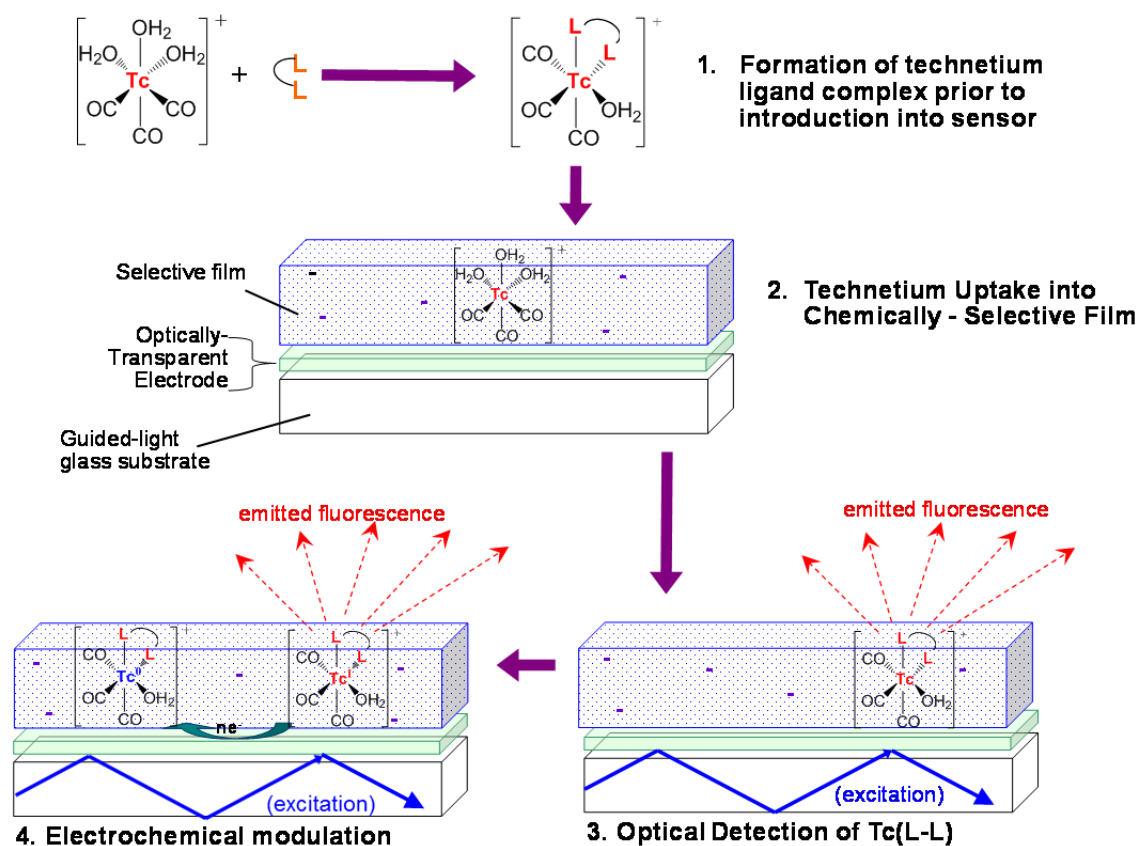 OH2
+
H2O
OH2
Tc
OC
CO
CO
+
L
L
L
+
L
CO
Tc
OC
OH2
CO
1. Formation of technetium
ligand complex prior to
introduction into sensor
Selective film
Optically-
Transparent
Electrode
Guided-light
glass substrate
-
-
-
-
-
OH2
+
H2O
OH2
Tc
OC
CO
CO
2. Technetium Uptake into
Chemically - Selective Film
emitted fluorescence
L
+
CO
L
TcII
OC
OH2
CO
L
+
CO
L
TcI
OC
OH2
CO
-
-
-
-
ne-
(excitation)
4. Electrochemical modulation
emitted fluorescence
L
+
CO
L
Tc
OC
OH2
CO
-
-
-
-
(excitation)
3. Optical Detection of Tc(L-L)